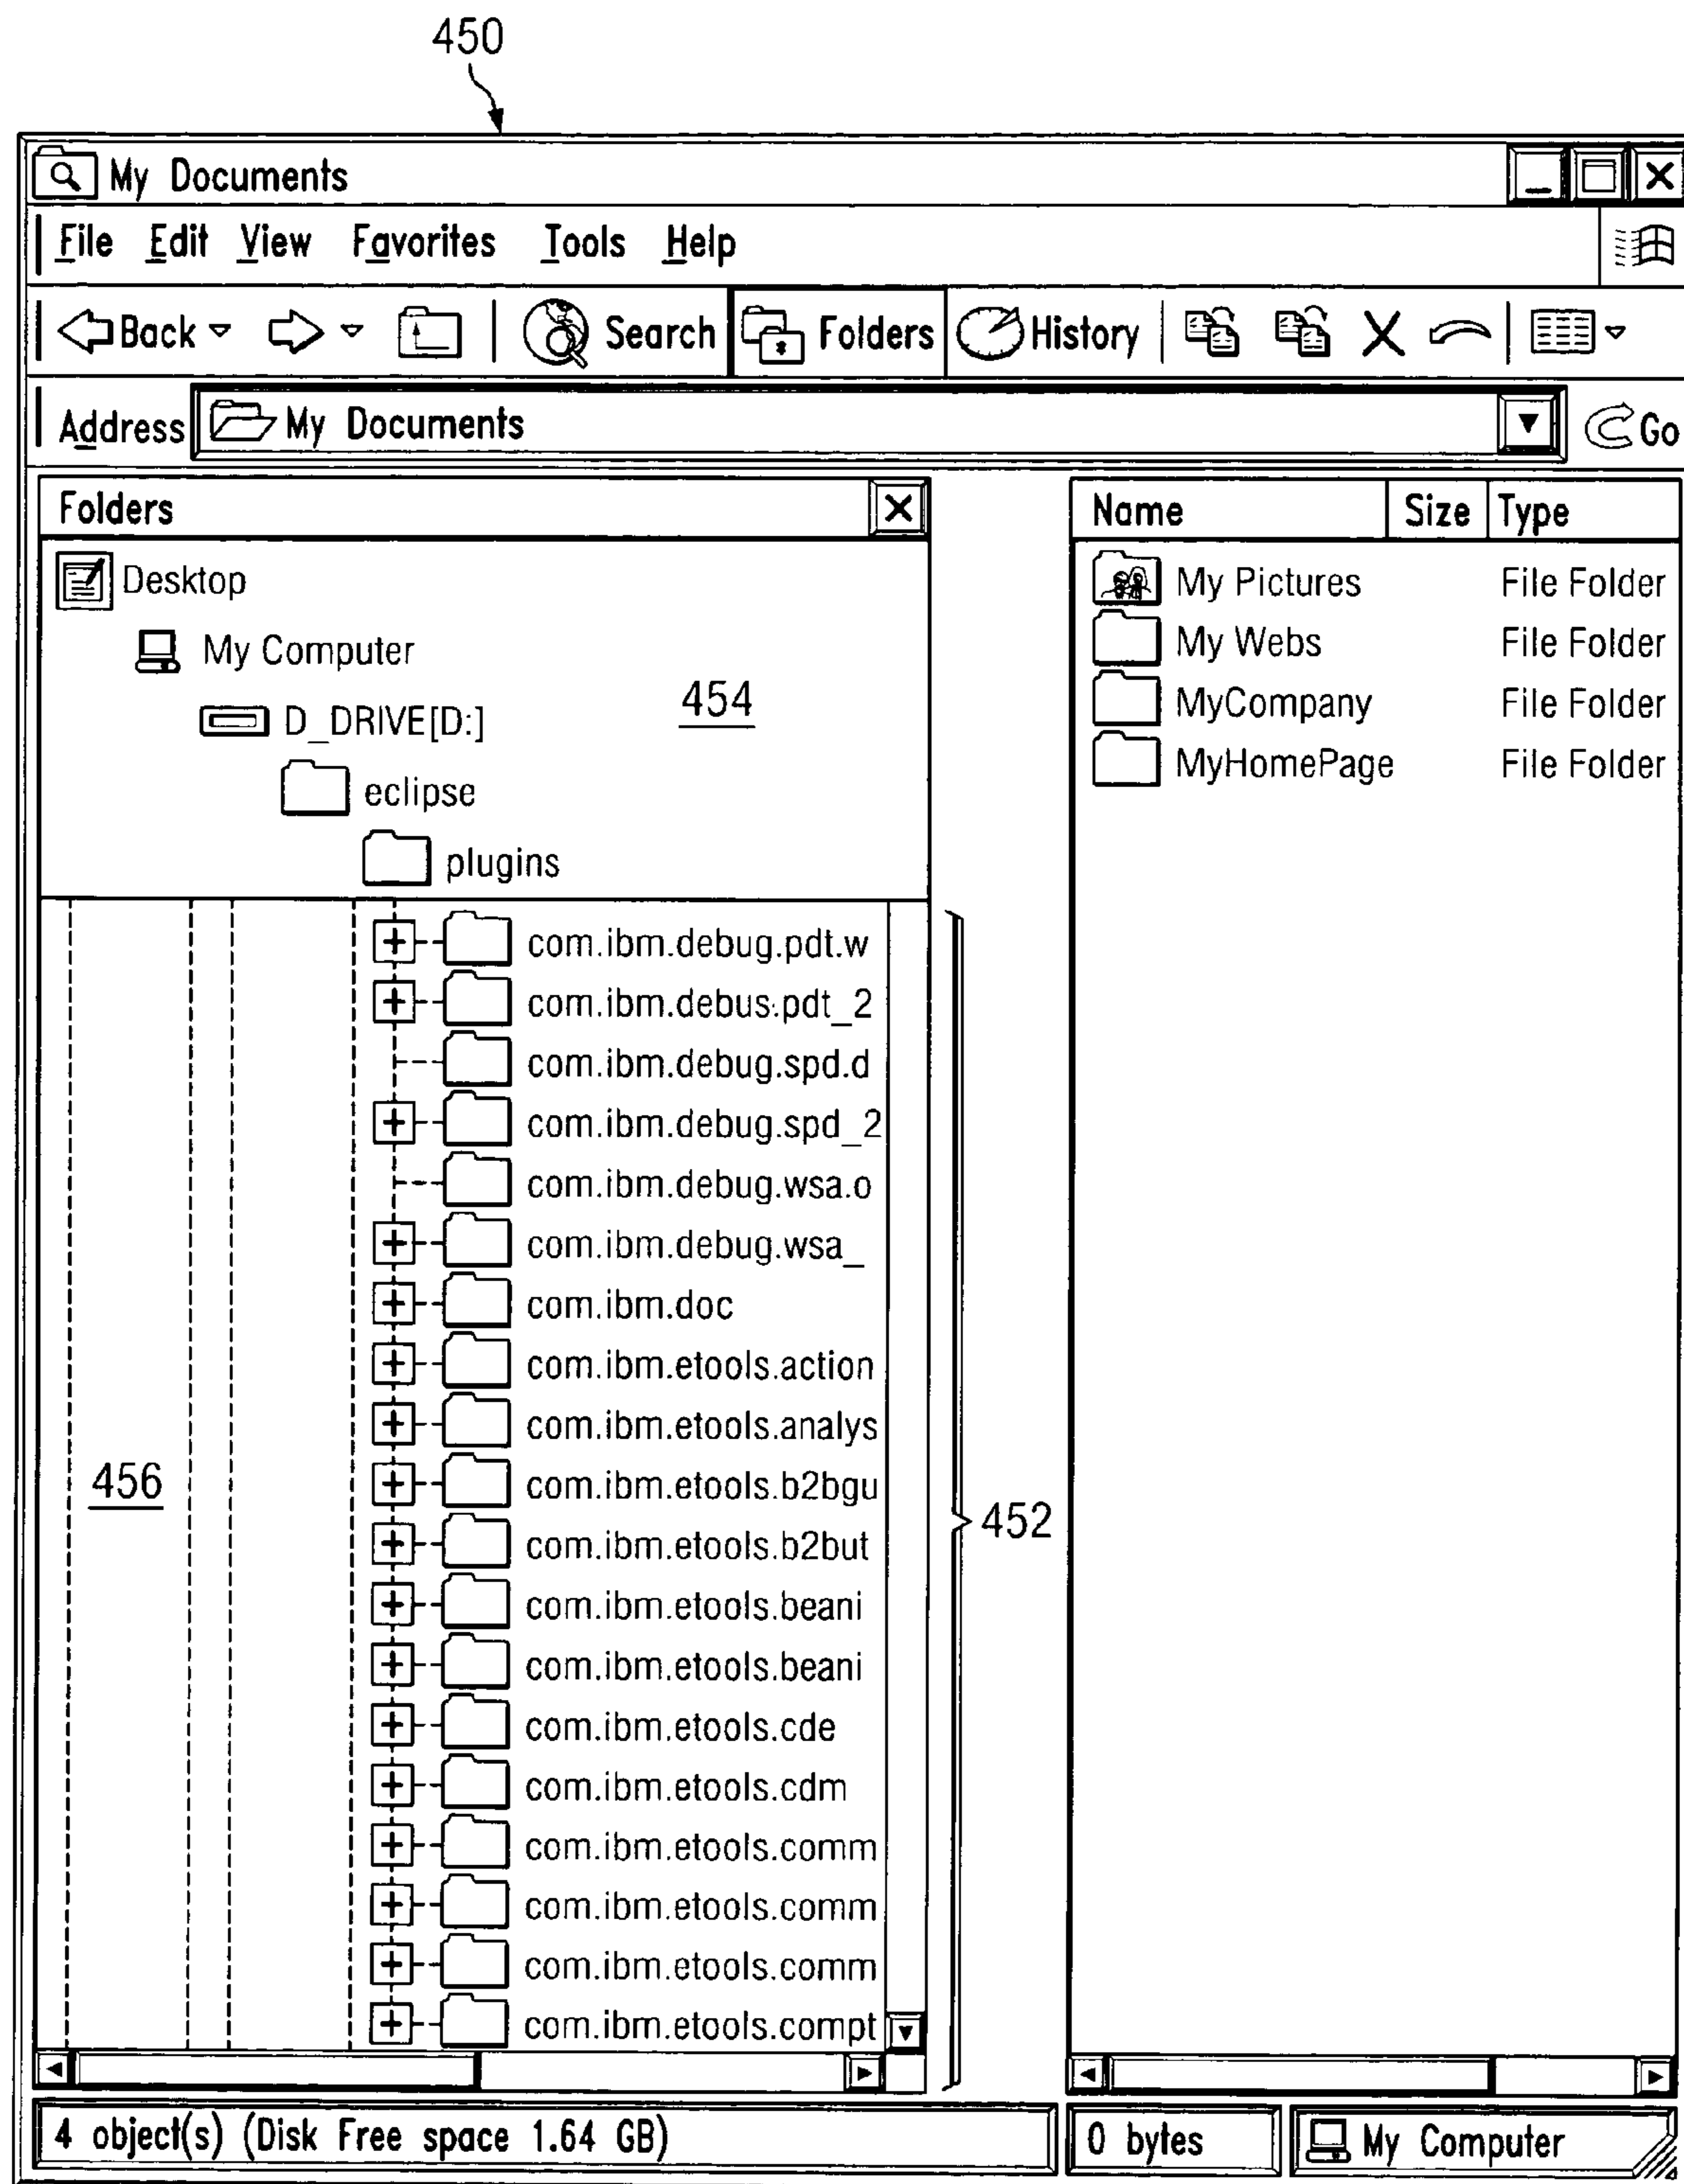 450
My Documents
File Edit View Favorites Tools Help
Back Search Folders History
Address My Documents Go
Folders
Desktop
My Computer
454
D_DRIVE[D:]
eclipse
plugins
com.ibm.debug.pdt.w
com.ibm.debus.pdt_2
com.ibm.debug.spd.d
com.ibm.debug.spd_2
com.ibm.debug.wsa.o
com.ibm.debug.wsa_
com.ibm.doc
com.ibm.etools.action
com.ibm.etools.analys
456
com.ibm.etools.b2bgu
452
com.ibm.etools.b2but
com.ibm.etools.beani
com.ibm.etools.beani
com.ibm.etools.cde
com.ibm.etools.cdm
com.ibm.etools.comm
com.ibm.etools.comm
com.ibm.etools.comm
com.ibm.etools.compt
Name Size Type
My Pictures File Folder
My Webs File Folder
MyCompany File Folder
MyHomePage File Folder
4 object(s) (Disk Free space 1.64 GB) 0 bytes My Computer